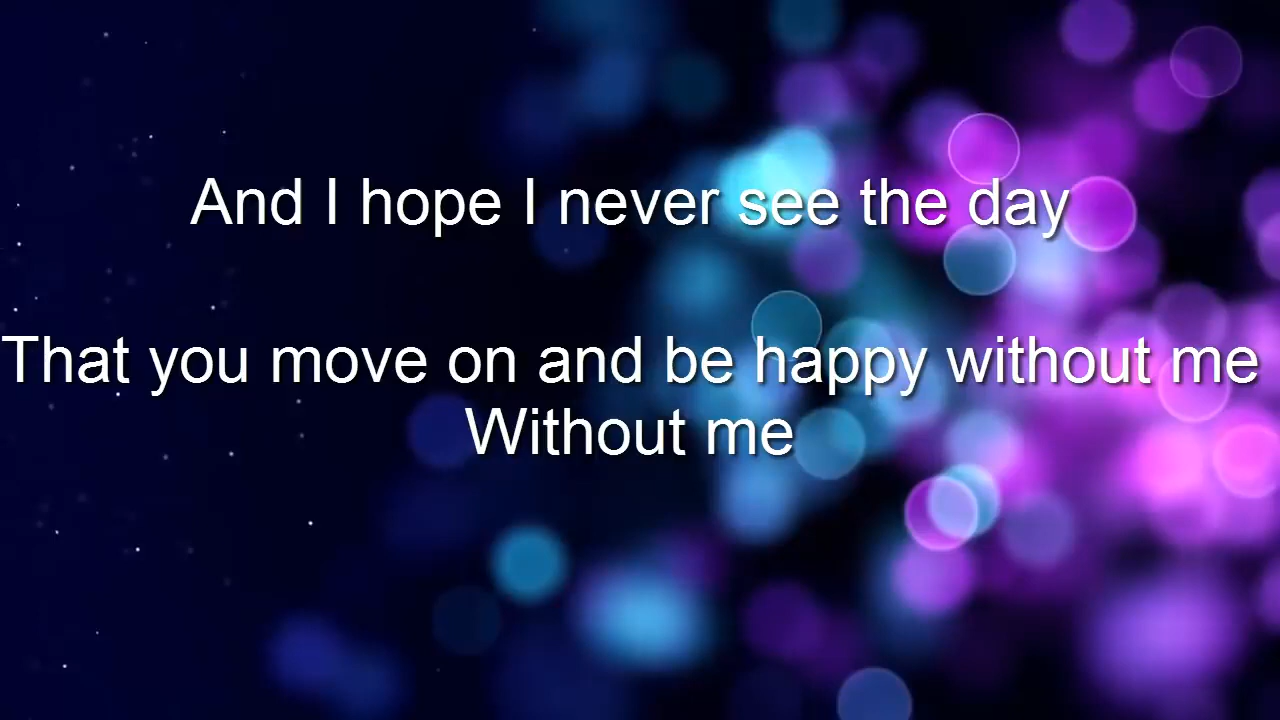 And I hope I never see the day
That you move on and be happy without me
Without me